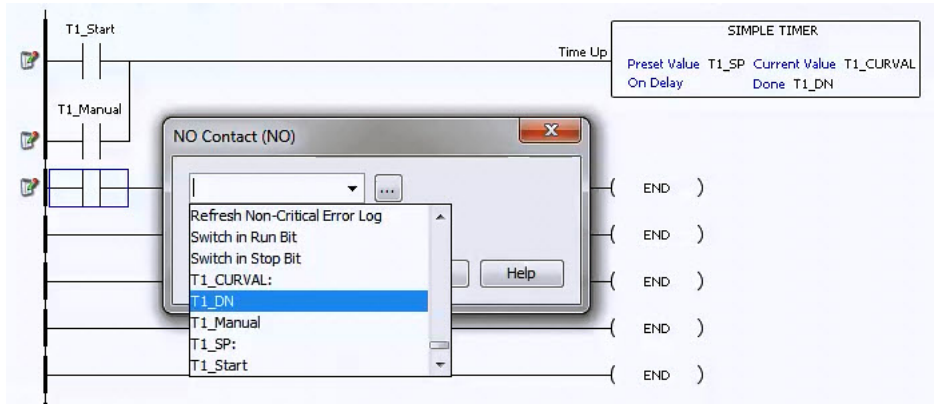 T1_Start
SIMPLE TIMER
Time Up
Preset Value T1_SP Current Value T1_CURVAL
On Delay Done T1_DN
T1_Manual
NO Contact (NO)
...
END
Refresh Non-Critical Error Log
Switch in Run Bit
END
Switch in Stop Bit
T1_CURVAL:
Help
END
T1_DN
T1_Manual
END
T1_SP:
T1_Start
END